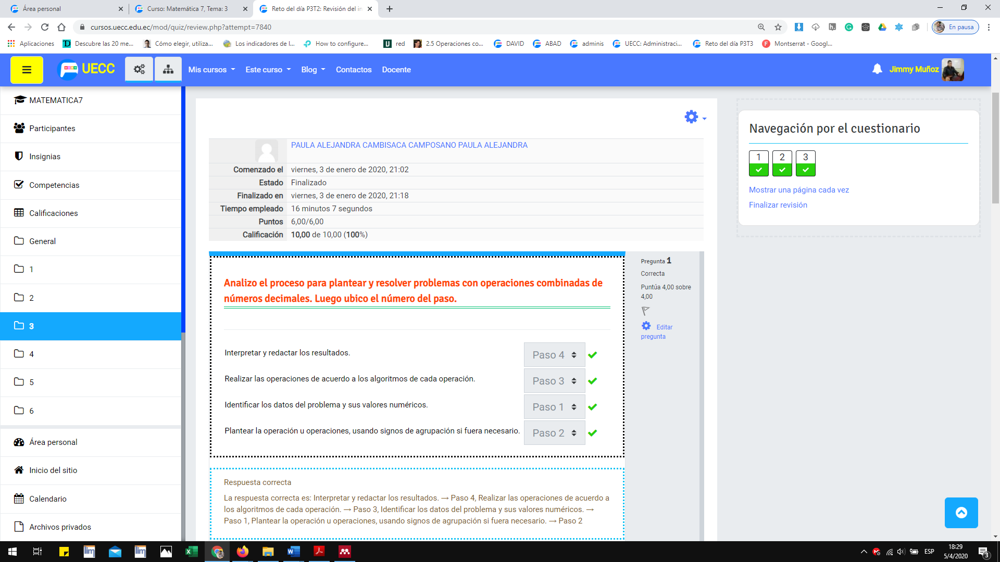 Área personal
Curso: Matemática 7, Tema: 3
Reto del día P3T2: Revisión del in
cursos.uecc.edu.ec/mod/quiz/review.php?attempt=7840
En pausa
Aplicaciones
Descubre las 20 me...
Cómo elegir, utiliza...
Los indicadores de l...
How to configure...
red
2.5 Operaciones co...
DAVID
ABAD
adminis
UECC: Administraci...
Reto del día P3T3
Montserrat - Googl...
UECC
Mis cursos
Este curso
Blog
Contactos
Docente
Jimmy Muñoz
MATEMATICA7
Participantes
Insignias
Competencias
Calificaciones
General
1
2
3
4
5
6
Área personal
Inicio del sitio
Calendario
Archivos privados
PAULA ALEJANDRA CAMBISACA CAMPOSANO PAULA ALEJANDRA
Comenzado el viernes, 3 de enero de 2020, 21:02
Estado Finalizado
Finalizado en viernes, 3 de enero de 2020, 21:18
Tiempo empleado 16 minutos 7 segundos
Puntos 6,00/6,00
Calificación 10,00 de 10,00 (100%)
Analizo el proceso para plantear y resolver problemas con operaciones combinadas de
números decimales. Luego ubico el número del paso.
Interpretar y redactar los resultados. Paso 4
Realizar las operaciones de acuerdo a los algoritmos de cada operación. Paso 3
Identificar los datos del problema y sus valores numéricos. Paso 1
Plantear la operación u operaciones, usando signos de agrupación si fuera necesario. Paso 2
Respuesta correcta
La respuesta correcta es: Interpretar y redactar los resultados. → Paso 4, Realizar las operaciones de acuerdo a
los algoritmos de cada operación. → Paso 3, Identificar los datos del problema y sus valores numéricos. →
Paso 1, Plantear la operación u operaciones, usando signos de agrupación si fuera necesario. → Paso 2
Pregunta 1
Correcta
Puntúa 4,00 sobre
4,00
Editar
pregunta
Navegación por el cuestionario
1 2 3
Mostrar una página cada vez
Finalizar revisión
ESP
18:29
5/4/2020
3